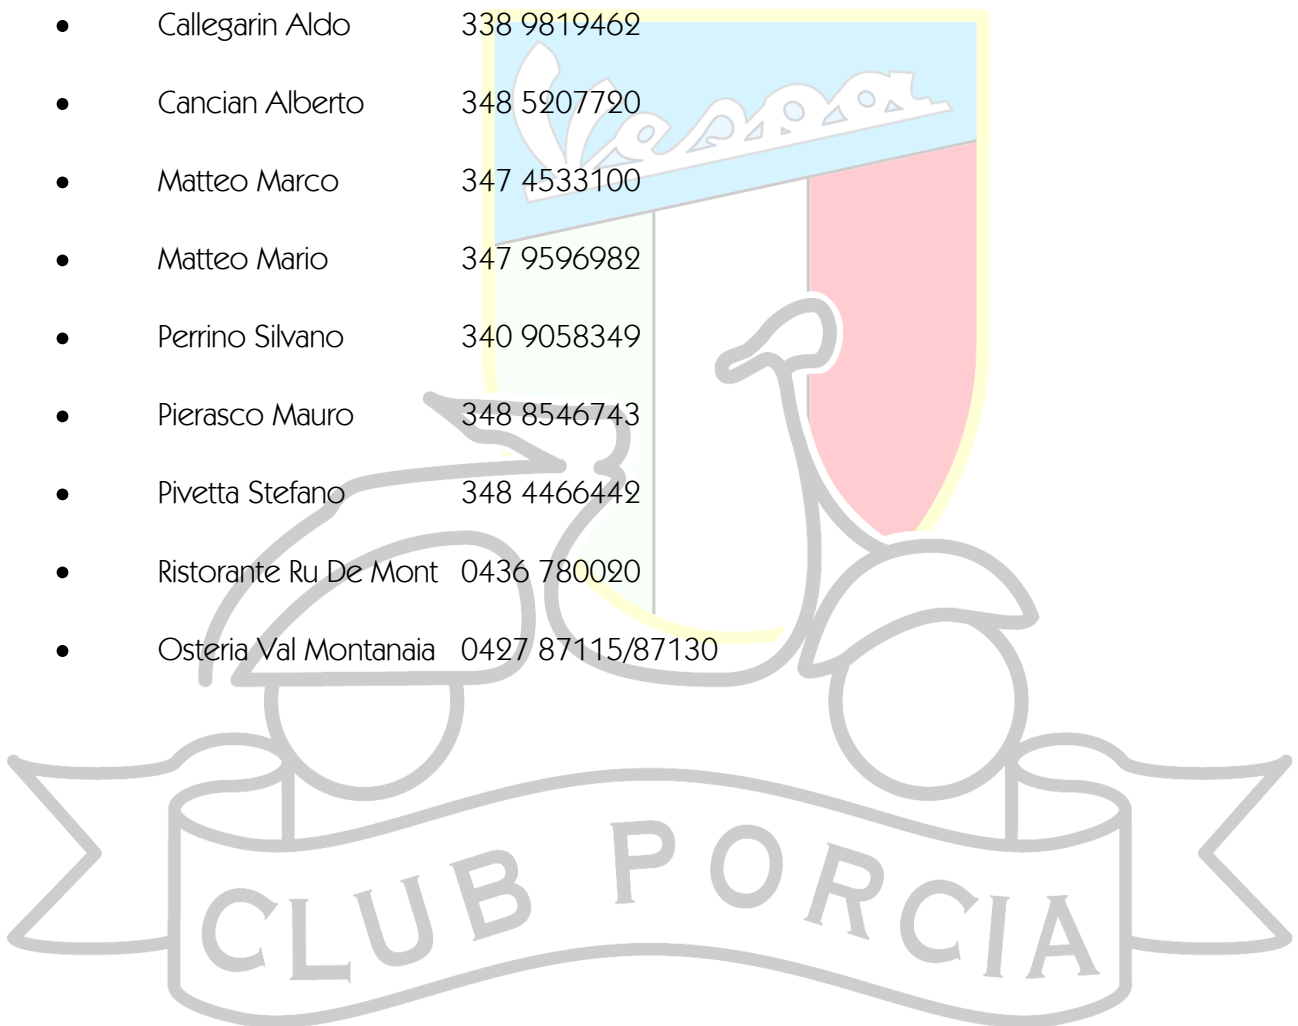 • Callegarin Aldo 338 9819462
• Cancian Alberto 348 5207720
• Matteo Marco 347 4533100
• Matteo Mario 347 9596982
• Perrino Silvano 340 9058349
• Pierasco Mauro 348 8546743
• Pivetta Stefano 348 4466442
• Ristorante Ru De Mont 0436 780020
• Osteria Val Montanaia 0427 87115/87130
Vespa
CLUB PORCIA